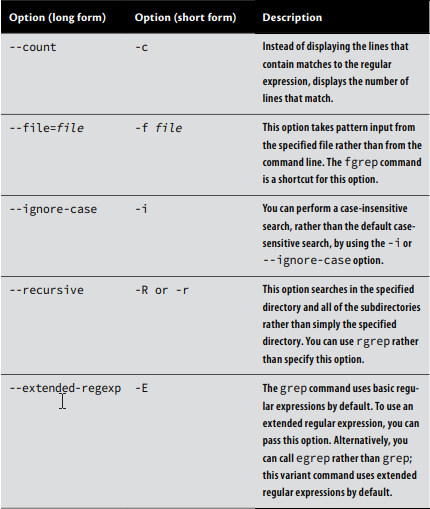 Option (long form) Option (short form) Description
--count -c Instead of displaying the lines that
contain matches to the regular
expression, displays the number of
lines that match.
--file=file -f file This option takes pattern input from
the specified file rather than from the
command line. The fgrep command
is a shortcut for this option.
--ignore-case -i You can perform a case-insensitive
search, rather than the default case-
sensitive search, by using the -i or
--ignore-case option.
--recursive -R or -r This option searches in the specified
directory and all of the subdirectories
rather than simply the specified
directory. You can use rgrep rather
than specify this option.
--extended-regexp -E The grep command uses basic regu-
lar expressions by default. To use an
extended regular expression, you can
pass this option. Alternatively, you
can call egrep rather than grep;
this variant command uses extended
regular expressions by default.